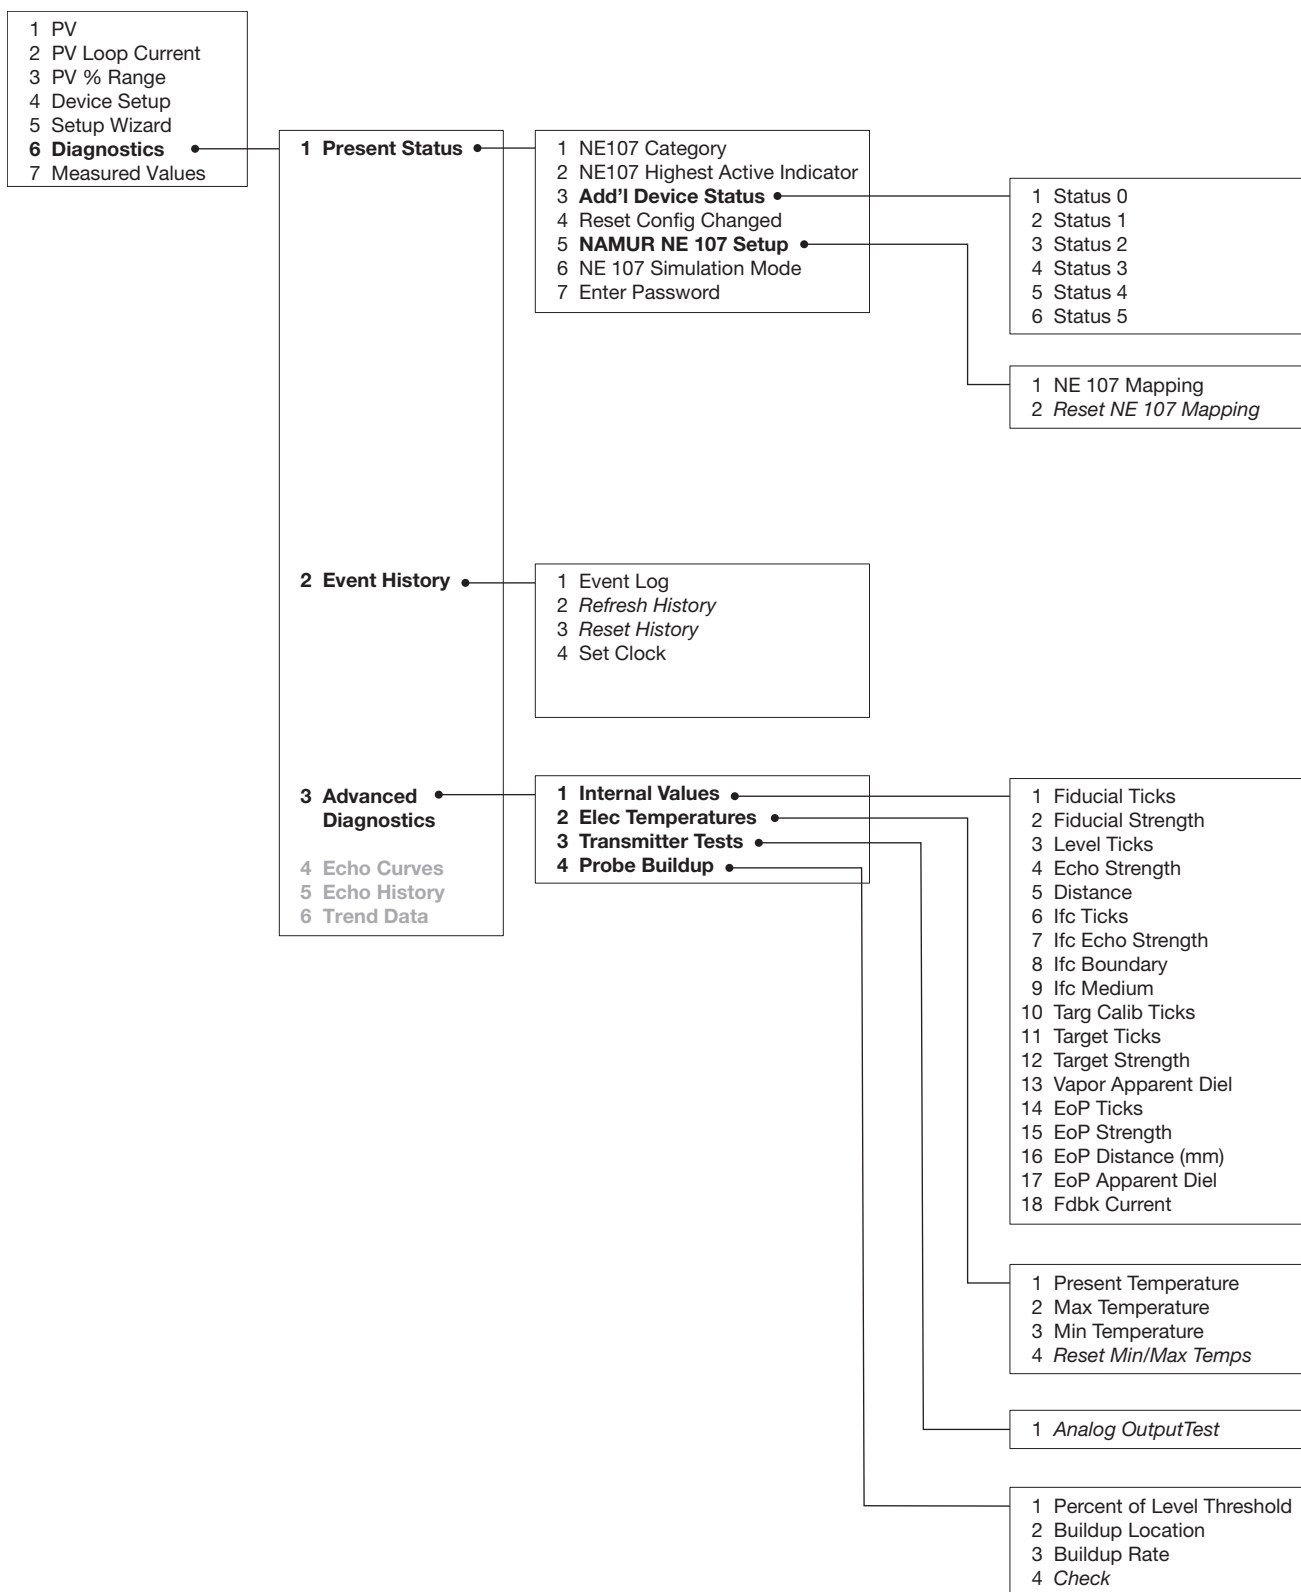 1 PV
2 PV Loop Current
3 PV % Range
4 Device Setup
5 Setup Wizard
6 Diagnostics
7 Measured Values
1 Present Status
2 Event History
3 Advanced
Diagnostics
4 Echo Curves
5 Echo History
6 Trend Data
1 NE107 Category
2 NE107 Highest Active Indicator
3 Add'l Device Status
4 Reset Config Changed
5 NAMUR NE 107 Setup
6 NE 107 Simulation Mode
7 Enter Password
1 Status 0
2 Status 1
3 Status 2
4 Status 3
5 Status 4
6 Status 5
1 NE 107 Mapping
2 Reset NE 107 Mapping
1 Event Log
2 Refresh History
3 Reset History
4 Set Clock
1 Internal Values
2 Elec Temperatures
3 Transmitter Tests
4 Probe Buildup
1 Fiducial Ticks
2 Fiducial Strength
3 Level Ticks
4 Echo Strength
5 Distance
6 Ifc Ticks
7 Ifc Echo Strength
8 Ifc Boundary
9 Ifc Medium
10 Targ Calib Ticks
11 Target Ticks
12 Target Strength
13 Vapor Apparent Diel
14 EoP Ticks
15 EoP Strength
16 EoP Distance (mm)
17 EoP Apparent Diel
18 Fdbk Current
1 Present Temperature
2 Max Temperature
3 Min Temperature
4 Reset Min/Max Temps
1 Analog OutputTest
1 Percent of Level Threshold
2 Buildup Location
3 Buildup Rate
4 Check